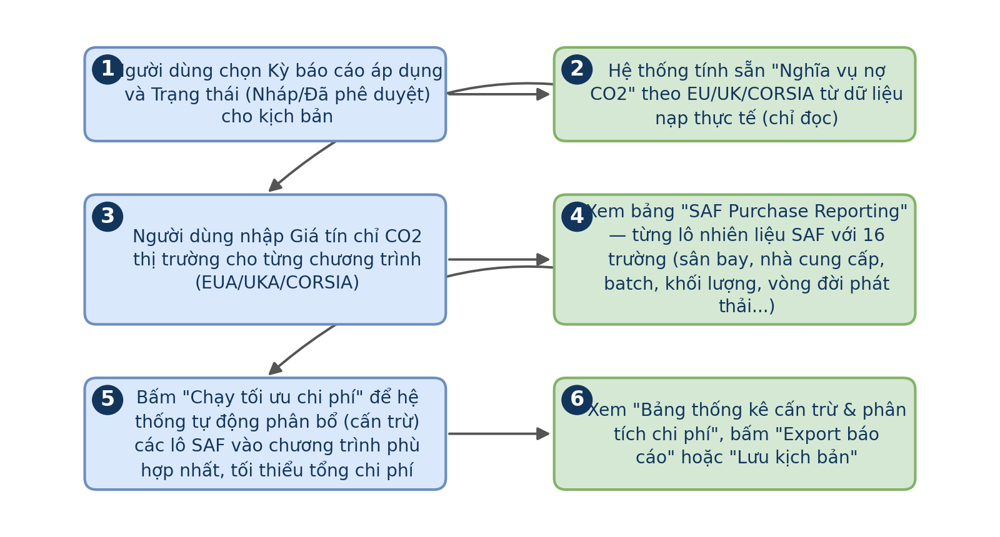 1
Người dùng chọn Kỳ báo cáo áp dụng
và Trạng thái (Nháp/Đã phê duyệt)
cho kịch bản
2
Hệ thống tính sẵn "Nghĩa vụ nợ
CO2" theo EU/UK/CORSIA từ dữ liệu
nạp thực tế (chỉ đọc)
3
Người dùng nhập Giá tín chỉ CO2
thị trường cho từng chương trình
(EUA/UKA/CORSIA)
4
Xem bảng "SAF Purchase Reporting"
— từng lô nhiên liệu SAF với 16
trường (sân bay, nhà cung cấp,
batch, khối lượng, vòng đời phát
thải...)
5
Bấm "Chạy tối ưu chi phí" để hệ
thống tự động phân bổ (cấn trừ)
các lô SAF vào chương trình phù
hợp nhất, tối thiểu tổng chi phí
6
Xem "Bảng thống kê cấn trừ & phân
tích chi phí", bấm "Export báo
cáo" hoặc "Lưu kịch bản"